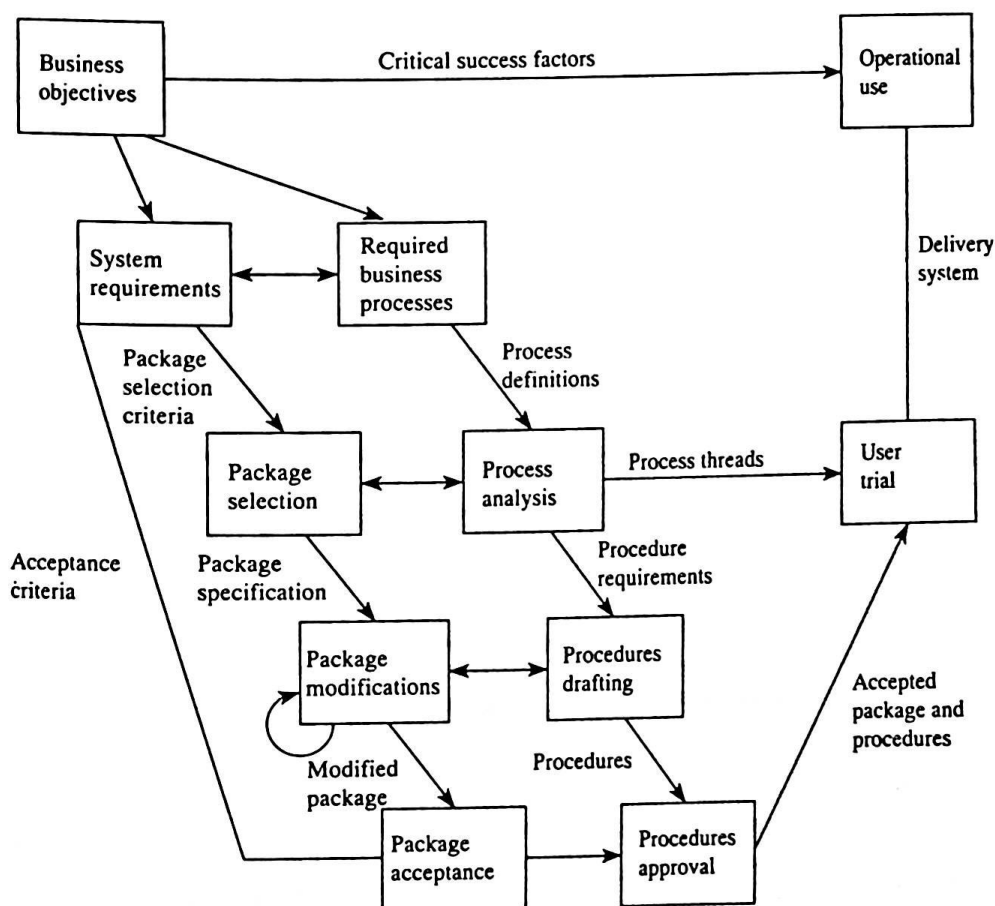 Business
objectives
Critical success factors
Operational
use
System
requirements
Required
business
processes
Delivery
system
Package
selection
criteria
Process
definitions
Package
selection
Process
analysis
Process threads
User
trial
Acceptance
criteria
Package
specification
Procedure
requirements
Package
modifications
Procedures
drafting
Accepted
package and
procedures
Modified
package
Procedures
Package
acceptance
Procedures
approval